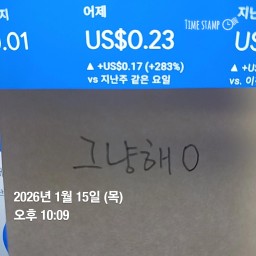 지
어제
지난
TIME STAMP
.01
US$0.23
US
▲ +US$0.17 (+283%)
▲ +US
vs 지난주 같은 요일
vs. 이
그냥해0
2026년 1월 15일 (목)
오후 10:09